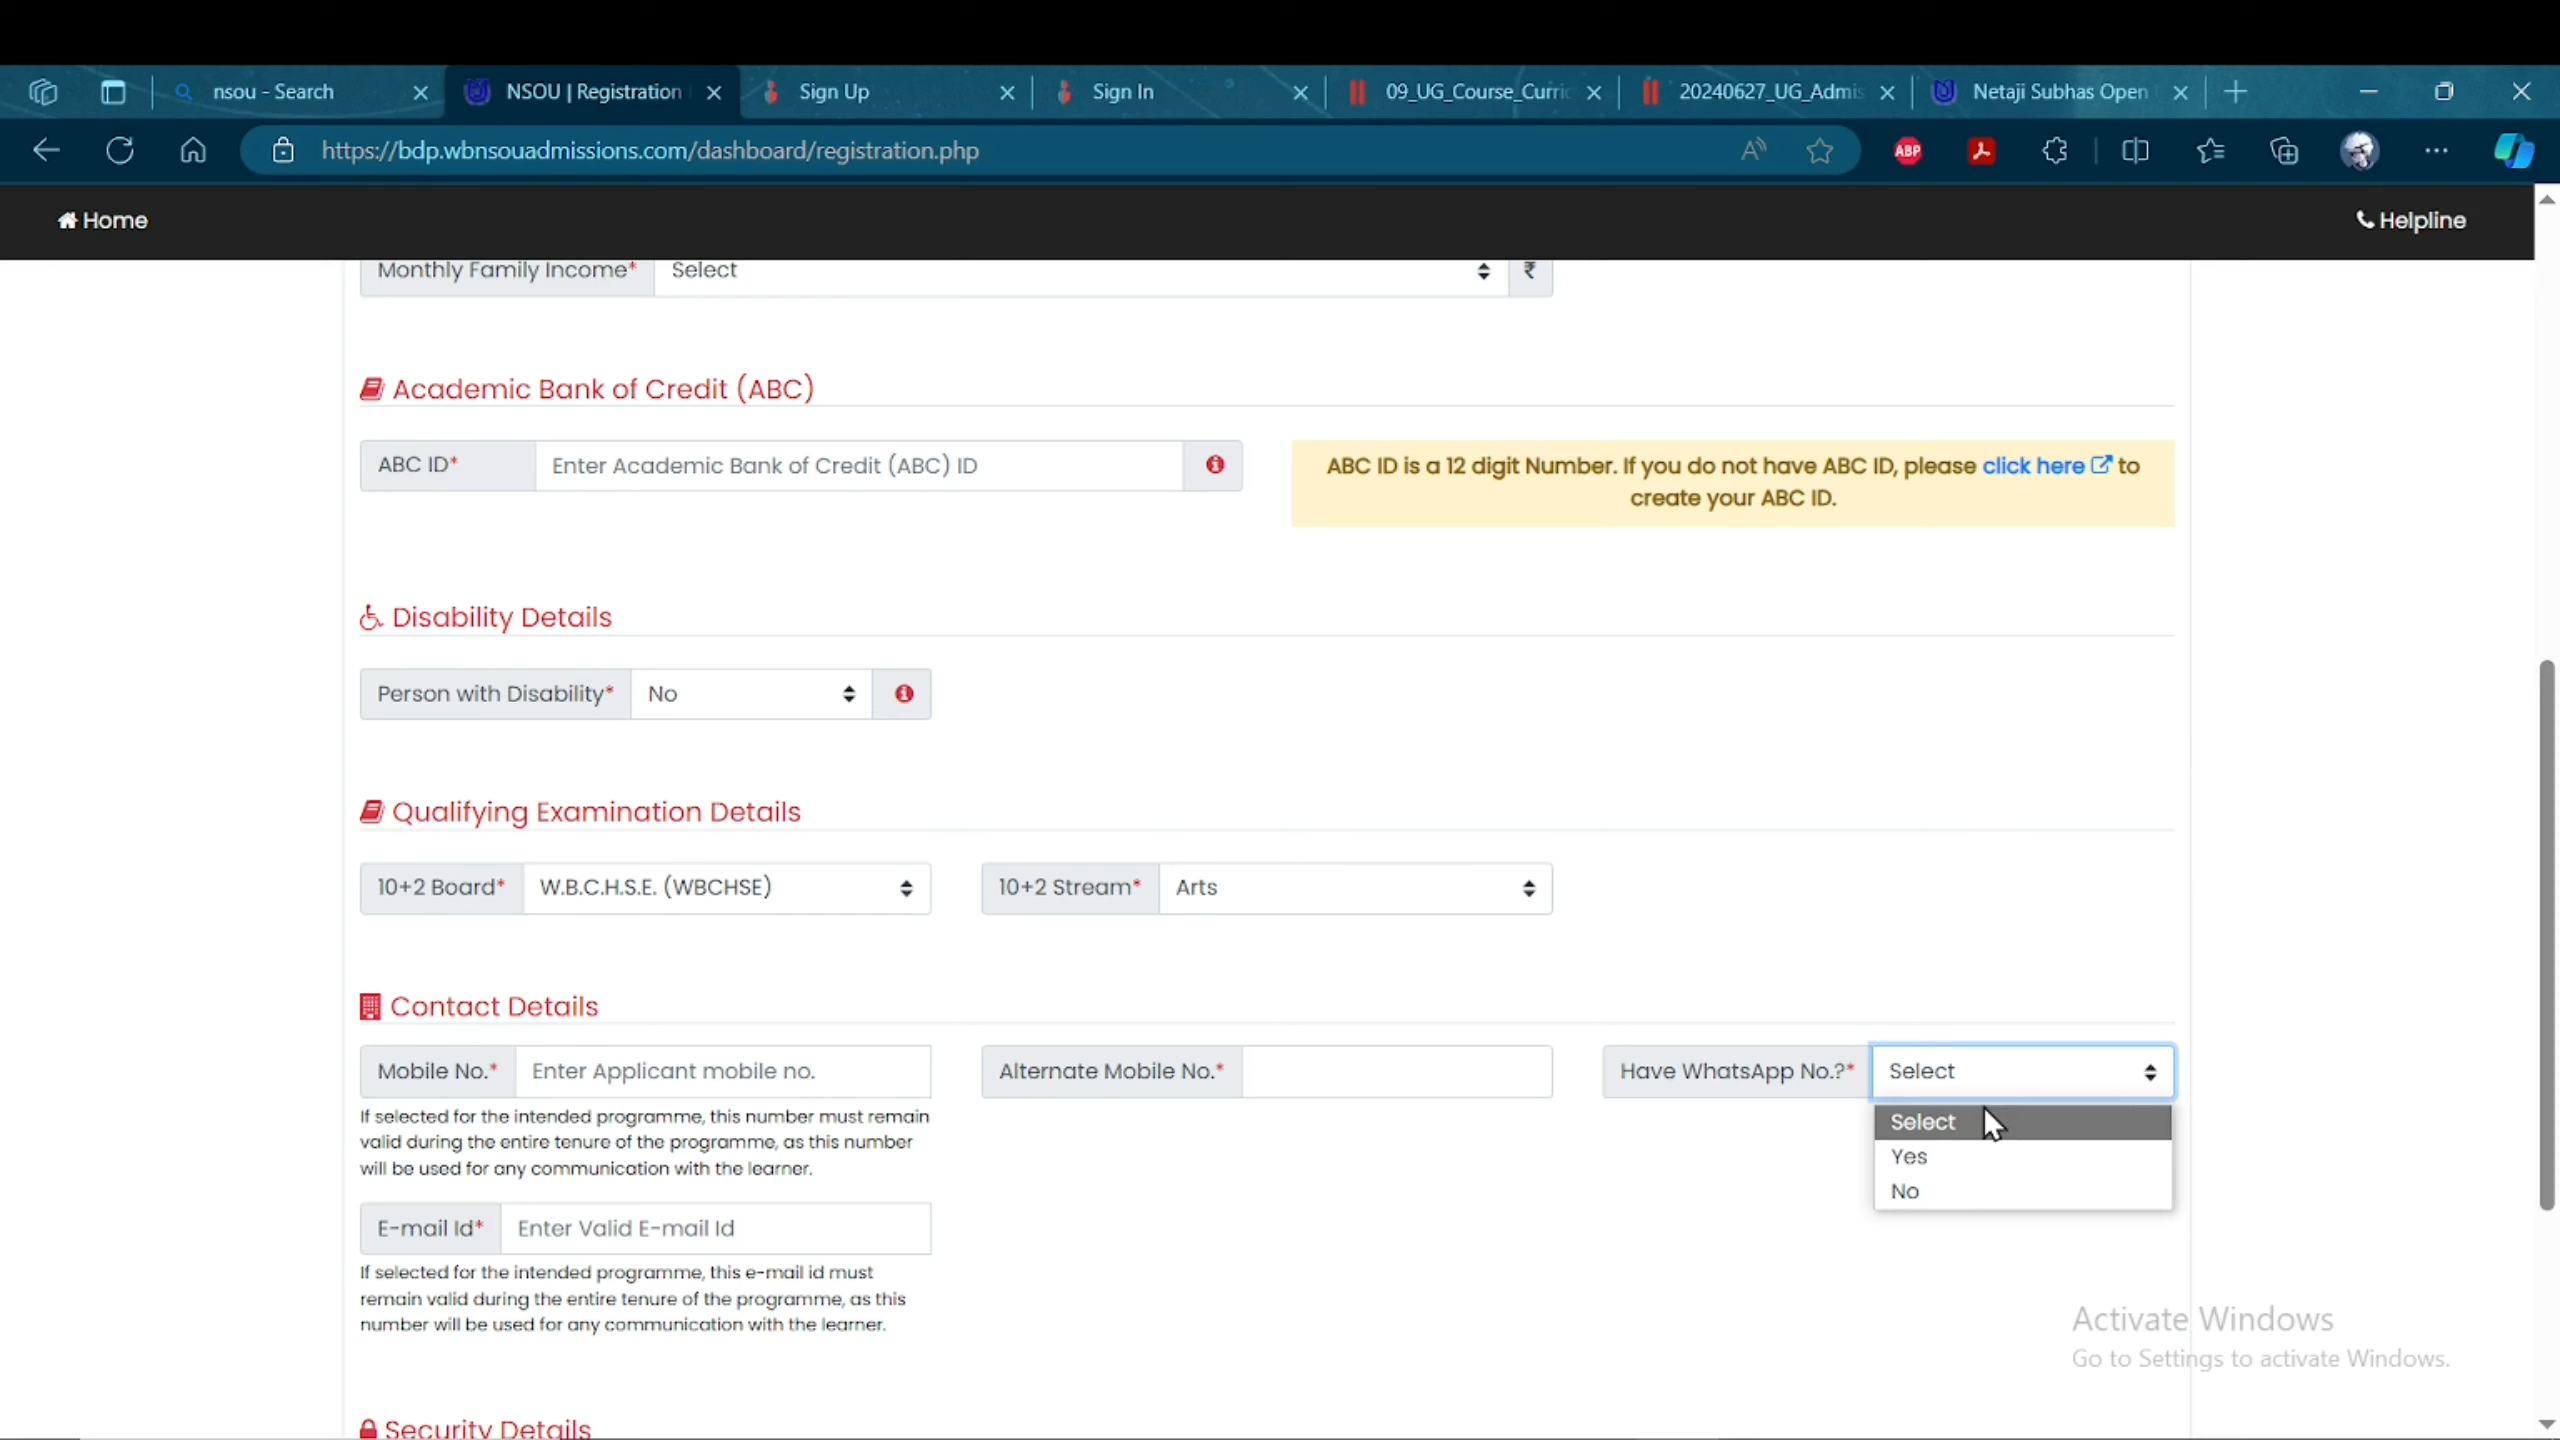 nsou - Search
NSOU | Registration
Sign Up
Sign In
09_UG_Course_Curric
20240627_UG_Admis
Netaji Subhas Open
https://bdp.wbnsouadmissions.com/dashboard/registration.php
ABP
Home
Helpline
Monthly Family Income* Select ₹
Academic Bank of Credit (ABC)
ABC ID* Enter Academic Bank of Credit (ABC) ID
ABC ID is a 12 digit Number. If you do not have ABC ID, please click here to
create your ABC ID.
Disability Details
Person with Disability* No
Qualifying Examination Details
10+2 Board* W.B.C.H.S.E. (WBCHSE) 10+2 Stream* Arts
Contact Details
Mobile No.* Enter Applicant mobile no. Alternate Mobile No.* Have WhatsApp No.?* Select
Select
Yes
No
If selected for the intended programme, this number must remain
valid during the entire tenure of the programme, as this number
will be used for any communication with the learner.
E-mail Id* Enter Valid E-mail Id
If selected for the intended programme, this e-mail id must
remain valid during the entire tenure of the programme, as this
number will be used for any communication with the learner.
Security Details
Activate Windows
Go to Settings to activate Windows.